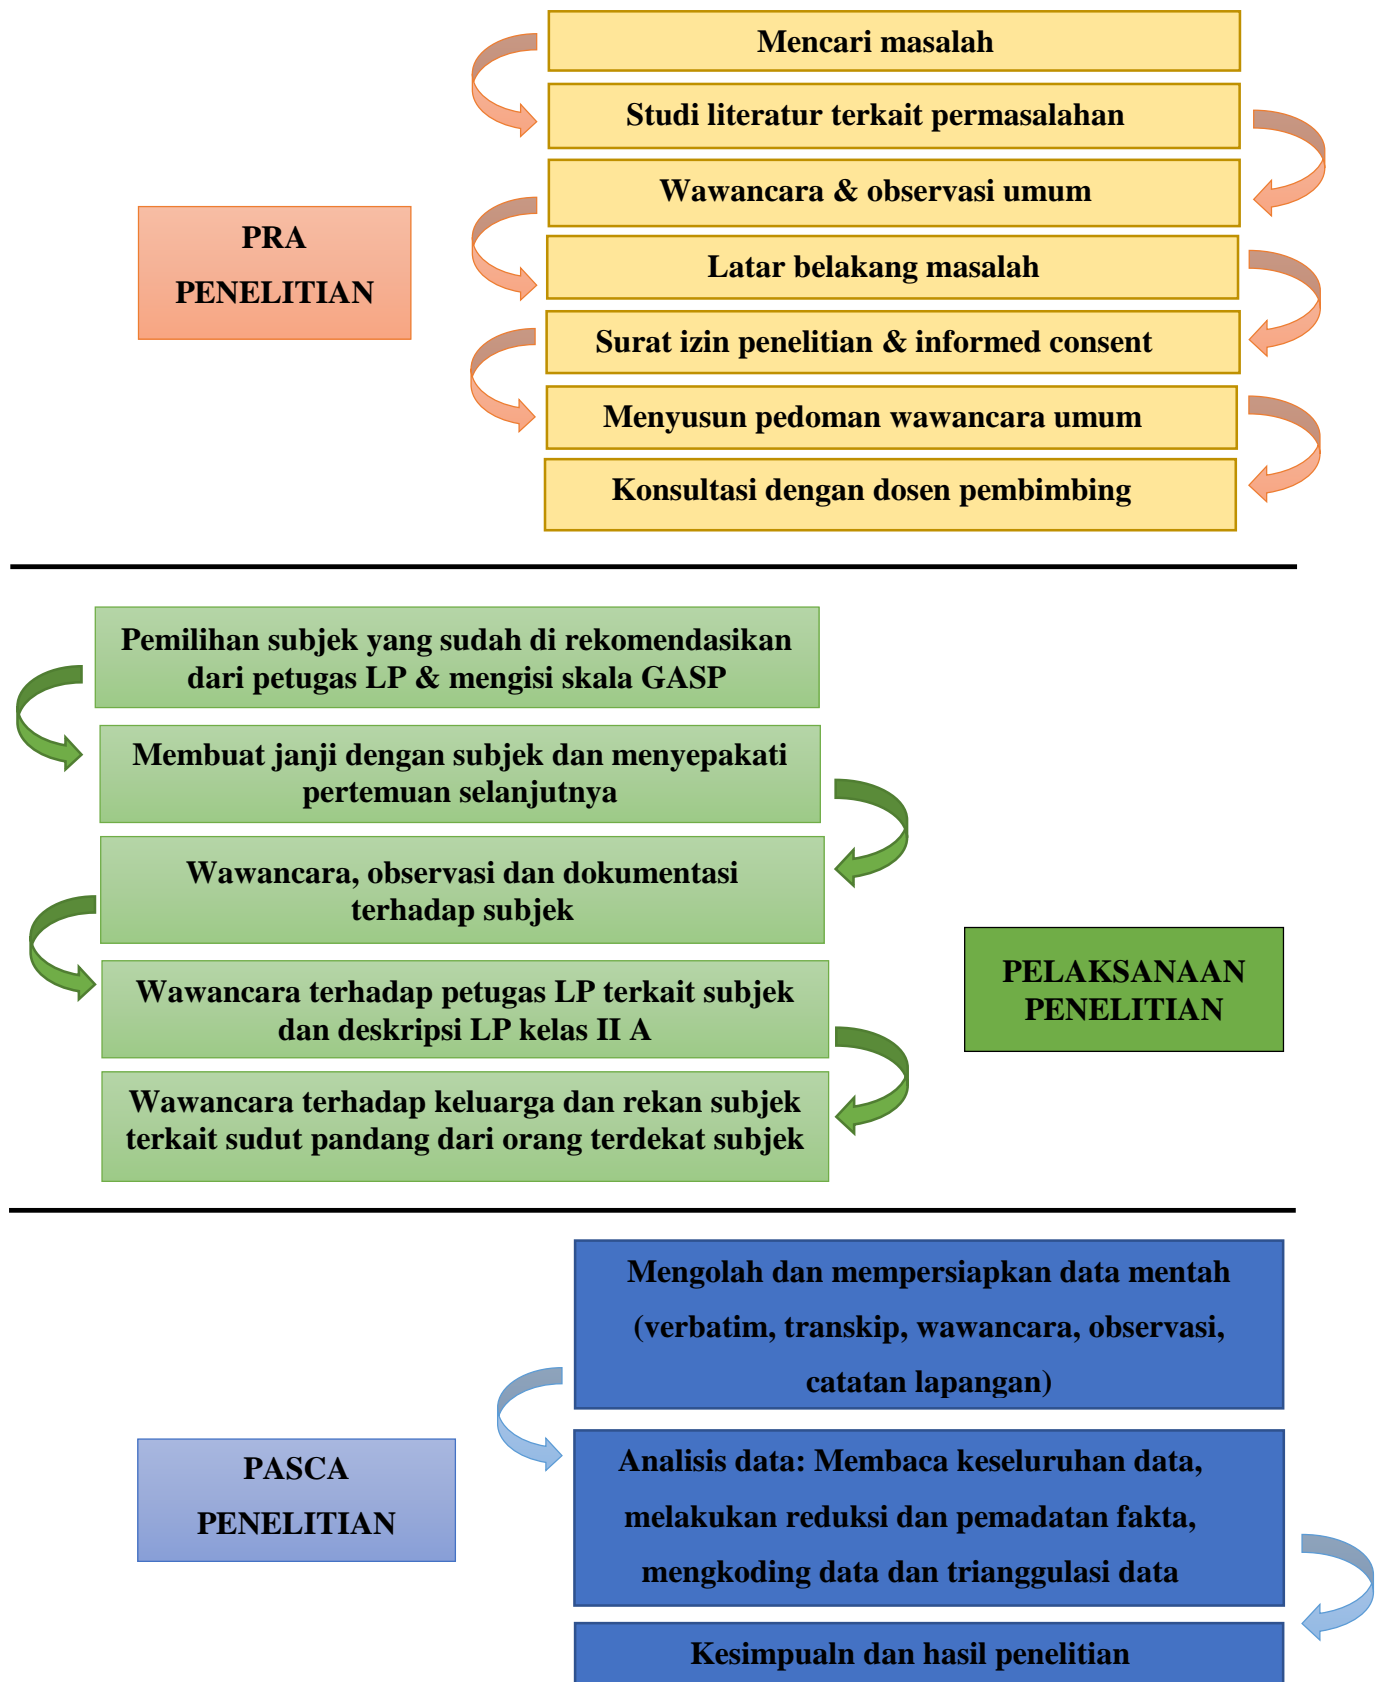 Mencari masalah
Studi literatur terkait permasalahan
Wawancara & observasi umum
PRA
PENELITIAN
Latar belakang masalah
Surat izin penelitian & informed consent
Menyusun pedoman wawancara umum
Konsultasi dengan dosen pembimbing
Pemilihan subjek yang sudah di rekomendasikan
dari petugas LP & mengisi skala GASP
Membuat janji dengan subjek dan menyepakati
pertemuan selanjutnya
Wawancara, observasi dan dokumentasi
terhadap subjek
Wawancara terhadap petugas LP terkait subjek
dan deskripsi LP kelas II A
Wawancara terhadap keluarga dan rekan subjek
terkait sudut pandang dari orang terdekat subjek
PELAKSANAAN
PENELITIAN
Mengolah dan mempersiapkan data mentah
(verbatim, transkip, wawancara, observasi,
catatan lapangan)
PASCA
PENELITIAN
Analisis data: Membaca keseluruhan data,
melakukan reduksi dan pemadatan fakta,
mengkoding data dan trianggulasi data
Kesimpualn dan hasil penelitian